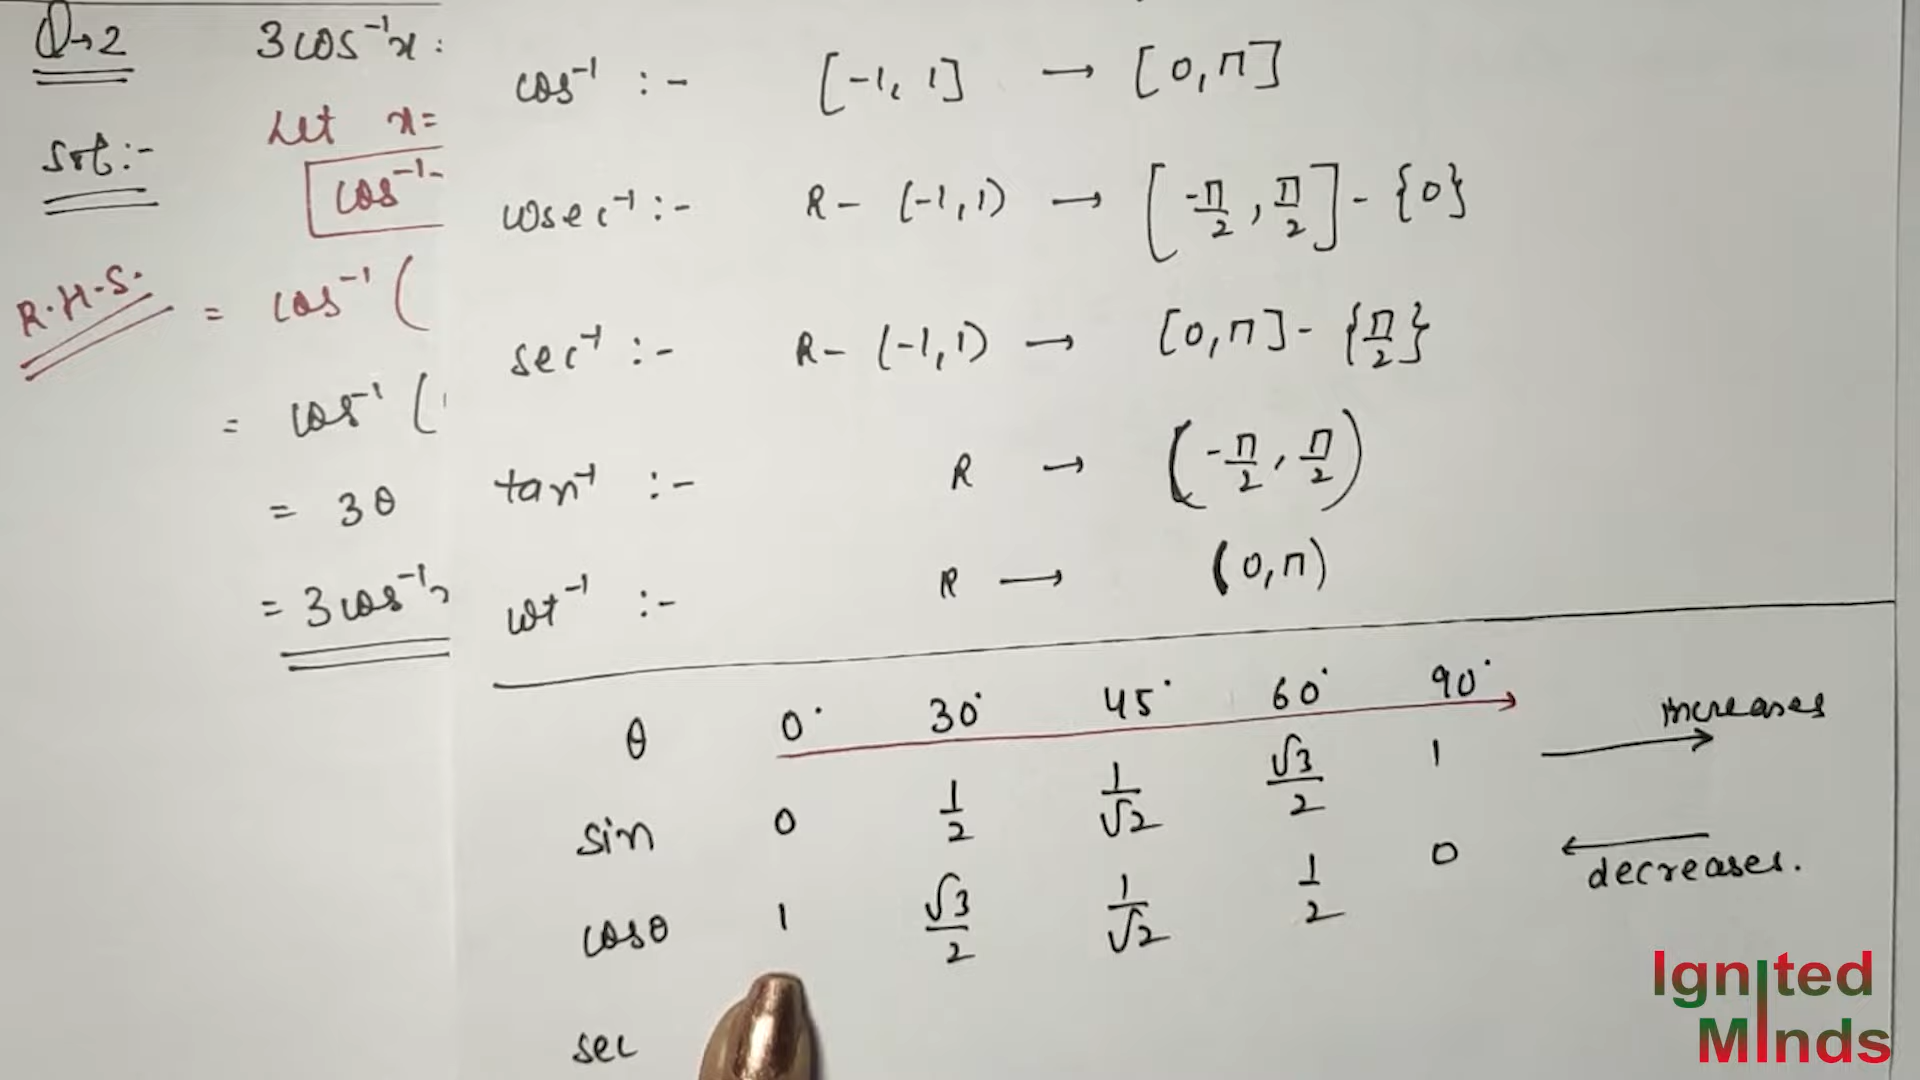 Q→2 3cos⁻¹x =
Sol:- Let x=
cos⁻¹
R.H.S. = cos⁻¹(
= cos⁻¹(
= 3θ
= 3cos⁻¹
cos⁻¹ :- [-1, 1] → [0, π]
cosec⁻¹ :- R - (-1, 1) → [-π/2, π/2] - {0}
sec⁻¹ :- R - (-1, 1) → [0, π] - {π/2}
tan⁻¹ :- R → (-π/2, π/2)
cot⁻¹ :- R → (0, π)
θ 0° 30° 45° 60° 90° increases
sin 0 1/2 1/√2 √3/2 1 →
cosθ 1 √3/2 1/√2 1/2 0 ← decreases.
sec
Ignited
Minds